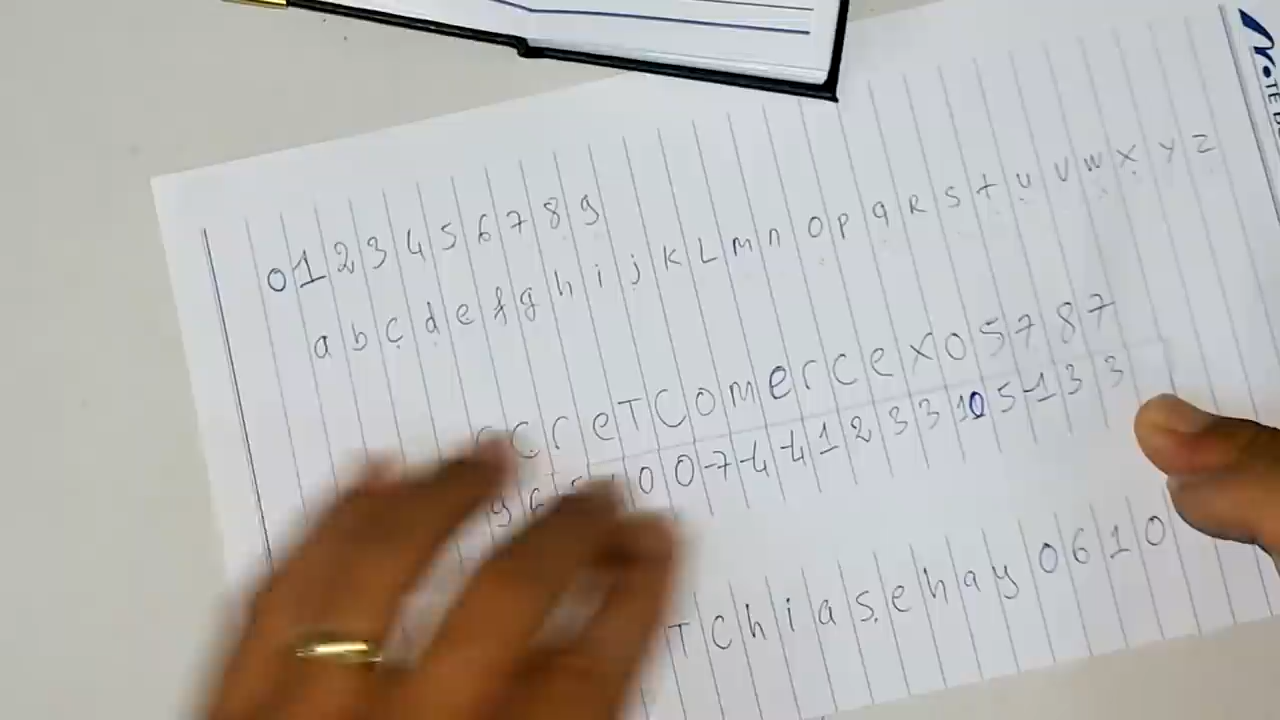 0 1 2 3 4 5 6 7 8 9
a b c d e f g h i j k L m n o p q R s t u v w x y z
c r e T C o m e r c e x 0 5 7 8 7
0 0 -7 -4 -4 1 2 3 3 10 5 -1 3 3
T C h i a s e h a y 0 6 1 0